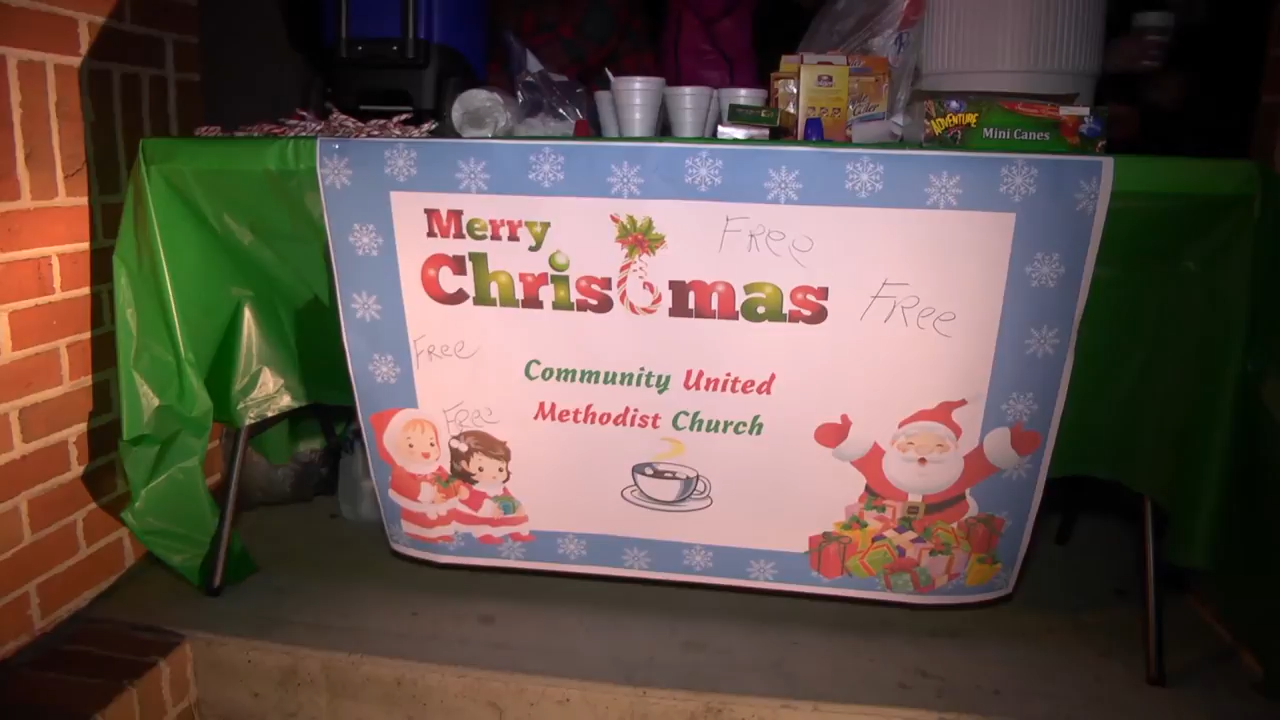 ADVENTURE
Mini Canes
Merry
Free
Christmas
Free
Free
Community United
Methodist Church
Free